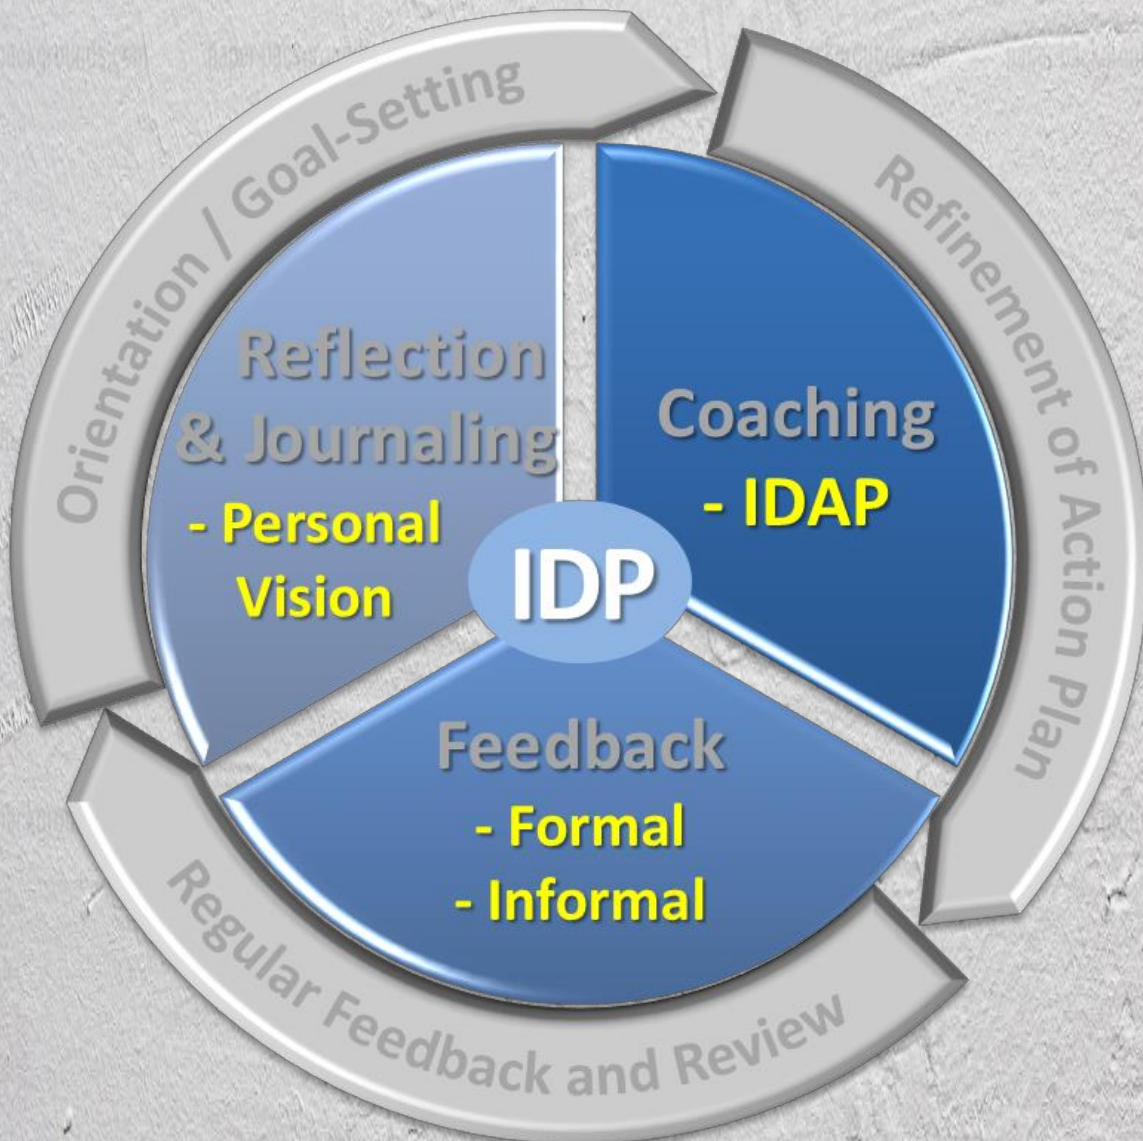 Orientation / Goal-Setting
Refinement of Action Plan
Reflection
& Journaling
- Personal
Vision
Coaching
- IDAP
IDP
Feedback
- Formal
- Informal
Regular Feedback and Review